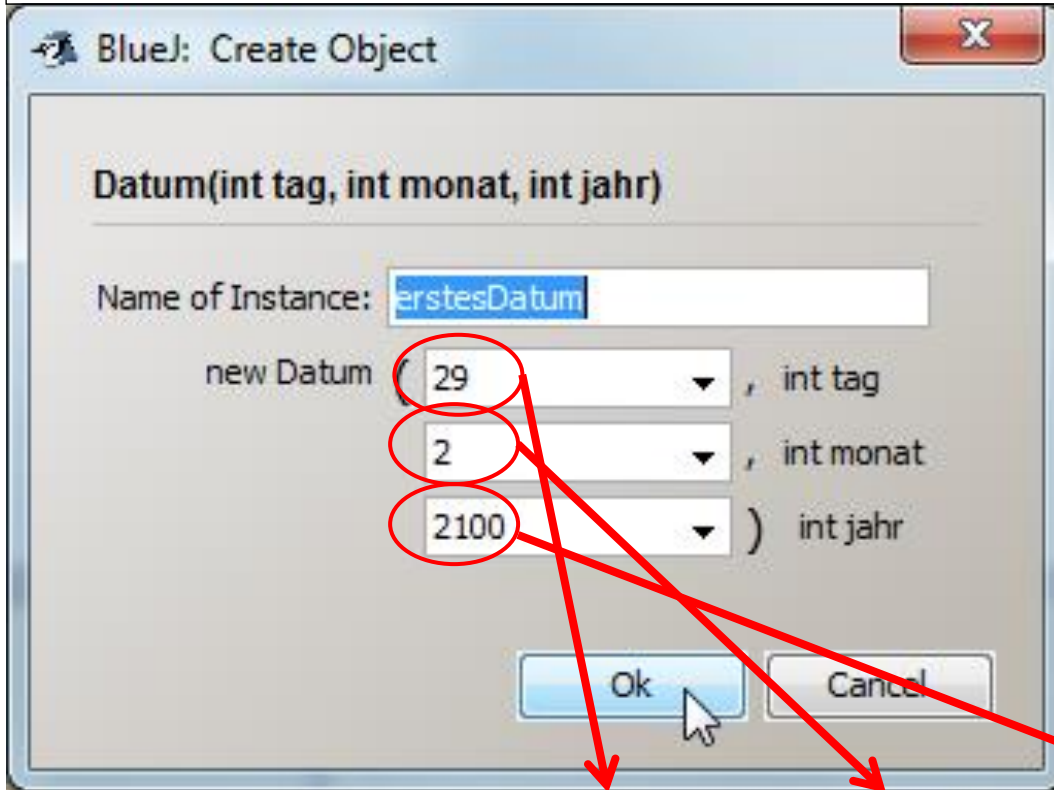 BlueJ: Create Object
Datum(int tag, int monat, int jahr)
Name of Instance: erstesDatum
new Datum ( 29 , int tag
2 , int monat
2100 ) int jahr
Ok Cancel